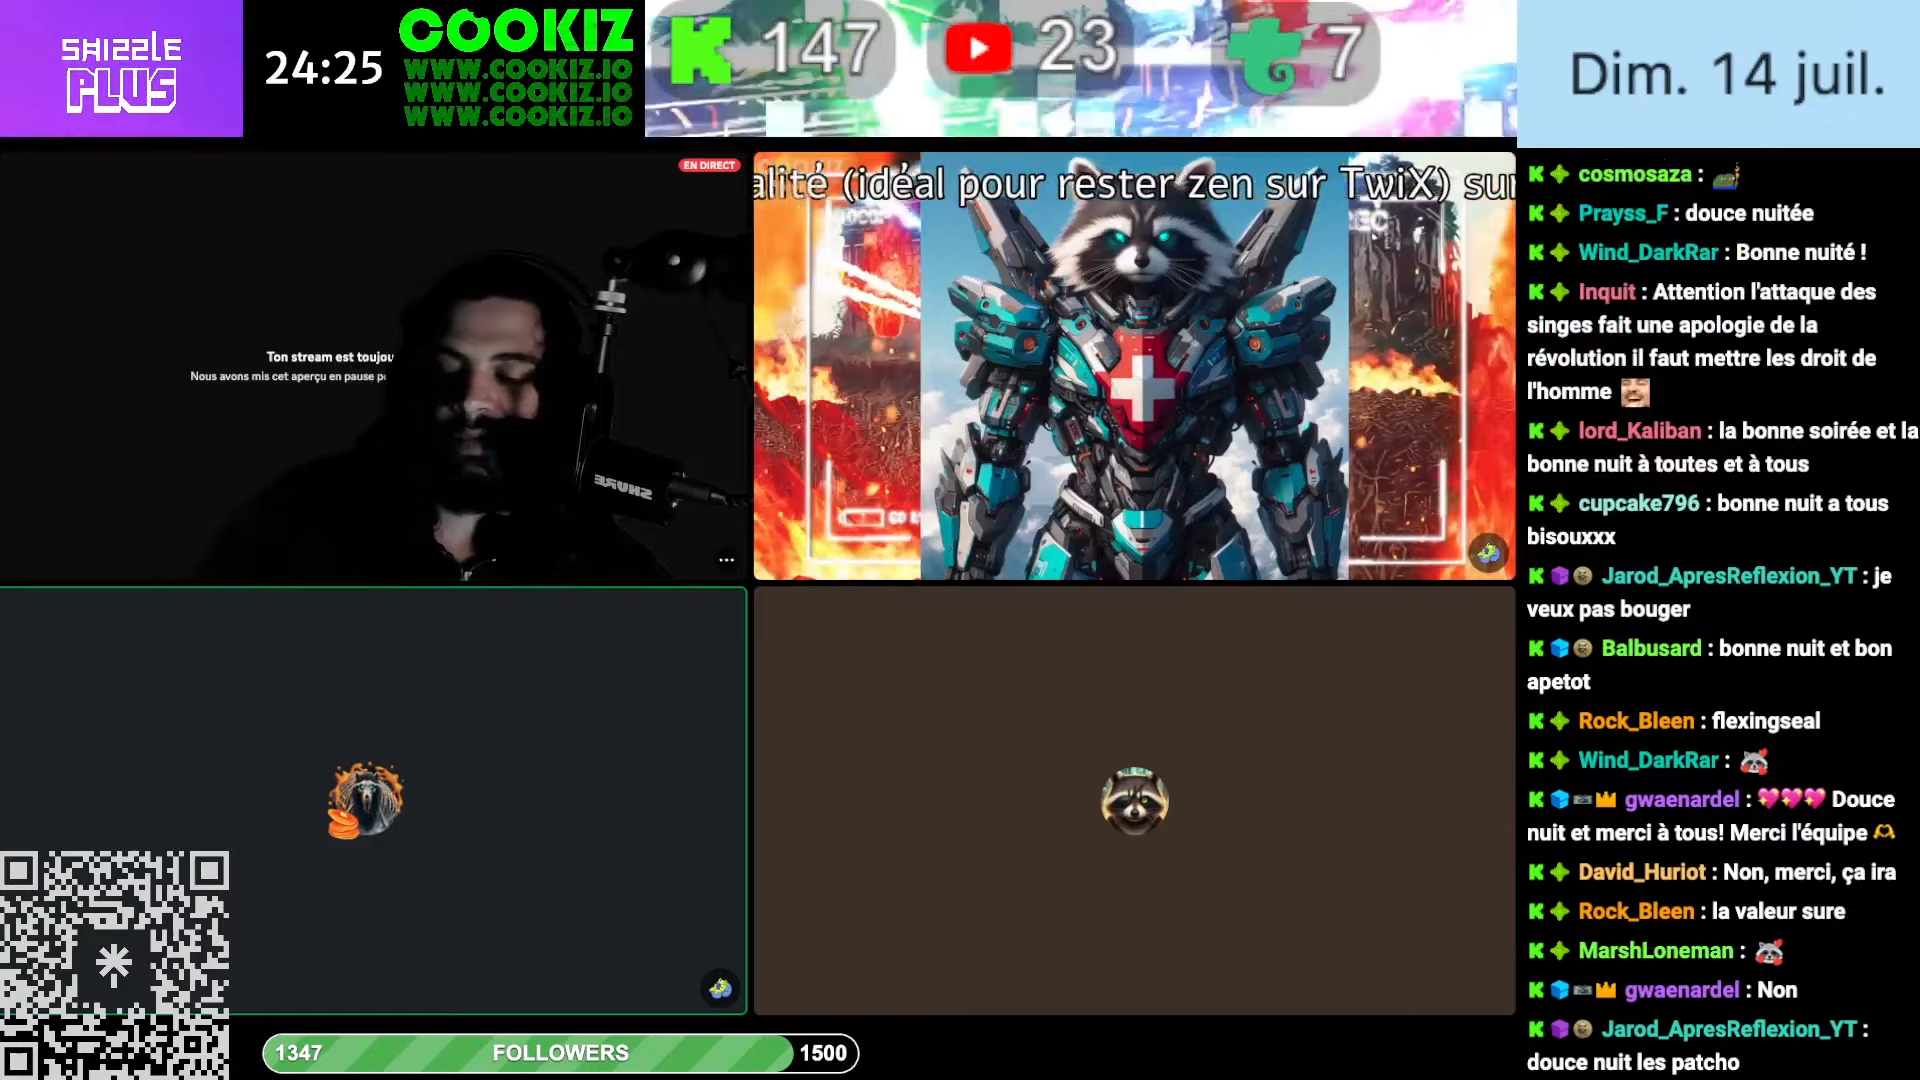 SHIZZLE
PLUS
24:25
COOKIZ
WWW.COOKIZ.IO
WWW.COOKIZ.IO
WWW.COOKIZ.IO
147
23
7
Dim. 14 juil.
EN DIRECT
Ton stream est toujou
Nous avons mis cet aperçu en pause p
SHURE
alité (idéal pour rester zen sur TwiX) sur
cosmosaza :
Prayss_F : douce nuitée
Wind_DarkRar : Bonne nuité !
Inquit : Attention l'attaque des
singes fait une apologie de la
révolution il faut mettre les droit de
l'homme
lord_Kaliban : la bonne soirée et la
bonne nuit à toutes et à tous
cupcake796 : bonne nuit a tous
bisouxxx
Jarod_ApresReflexion_YT : je
veux pas bouger
Balbusard : bonne nuit et bon
apetot
Rock_Bleen : flexingseal
Wind_DarkRar :
gwaenardel : 💖💖💖 Douce
nuit et merci à tous! Merci l'équipe 🫶
David_Huriot : Non, merci, ça ira
Rock_Bleen : la valeur sure
MarshLoneman :
gwaenardel : Non
Jarod_ApresReflexion_YT :
douce nuit les patcho
1347 FOLLOWERS 1500